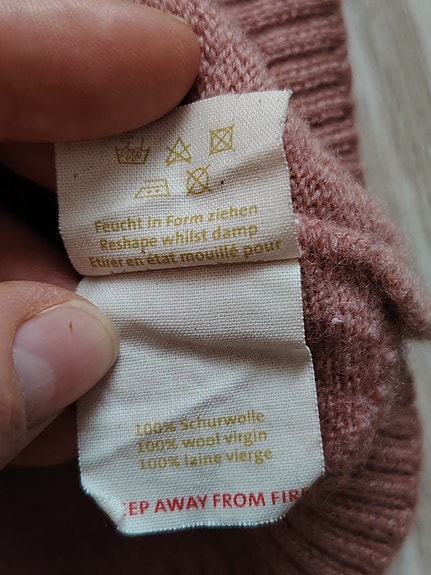 Feucht in Form ziehen
Reshape whilst damp
Etirer en état mouillé pour
100% Schurwolle
100% wool virgin
100% laine vierge
EP AWAY FROM FIR